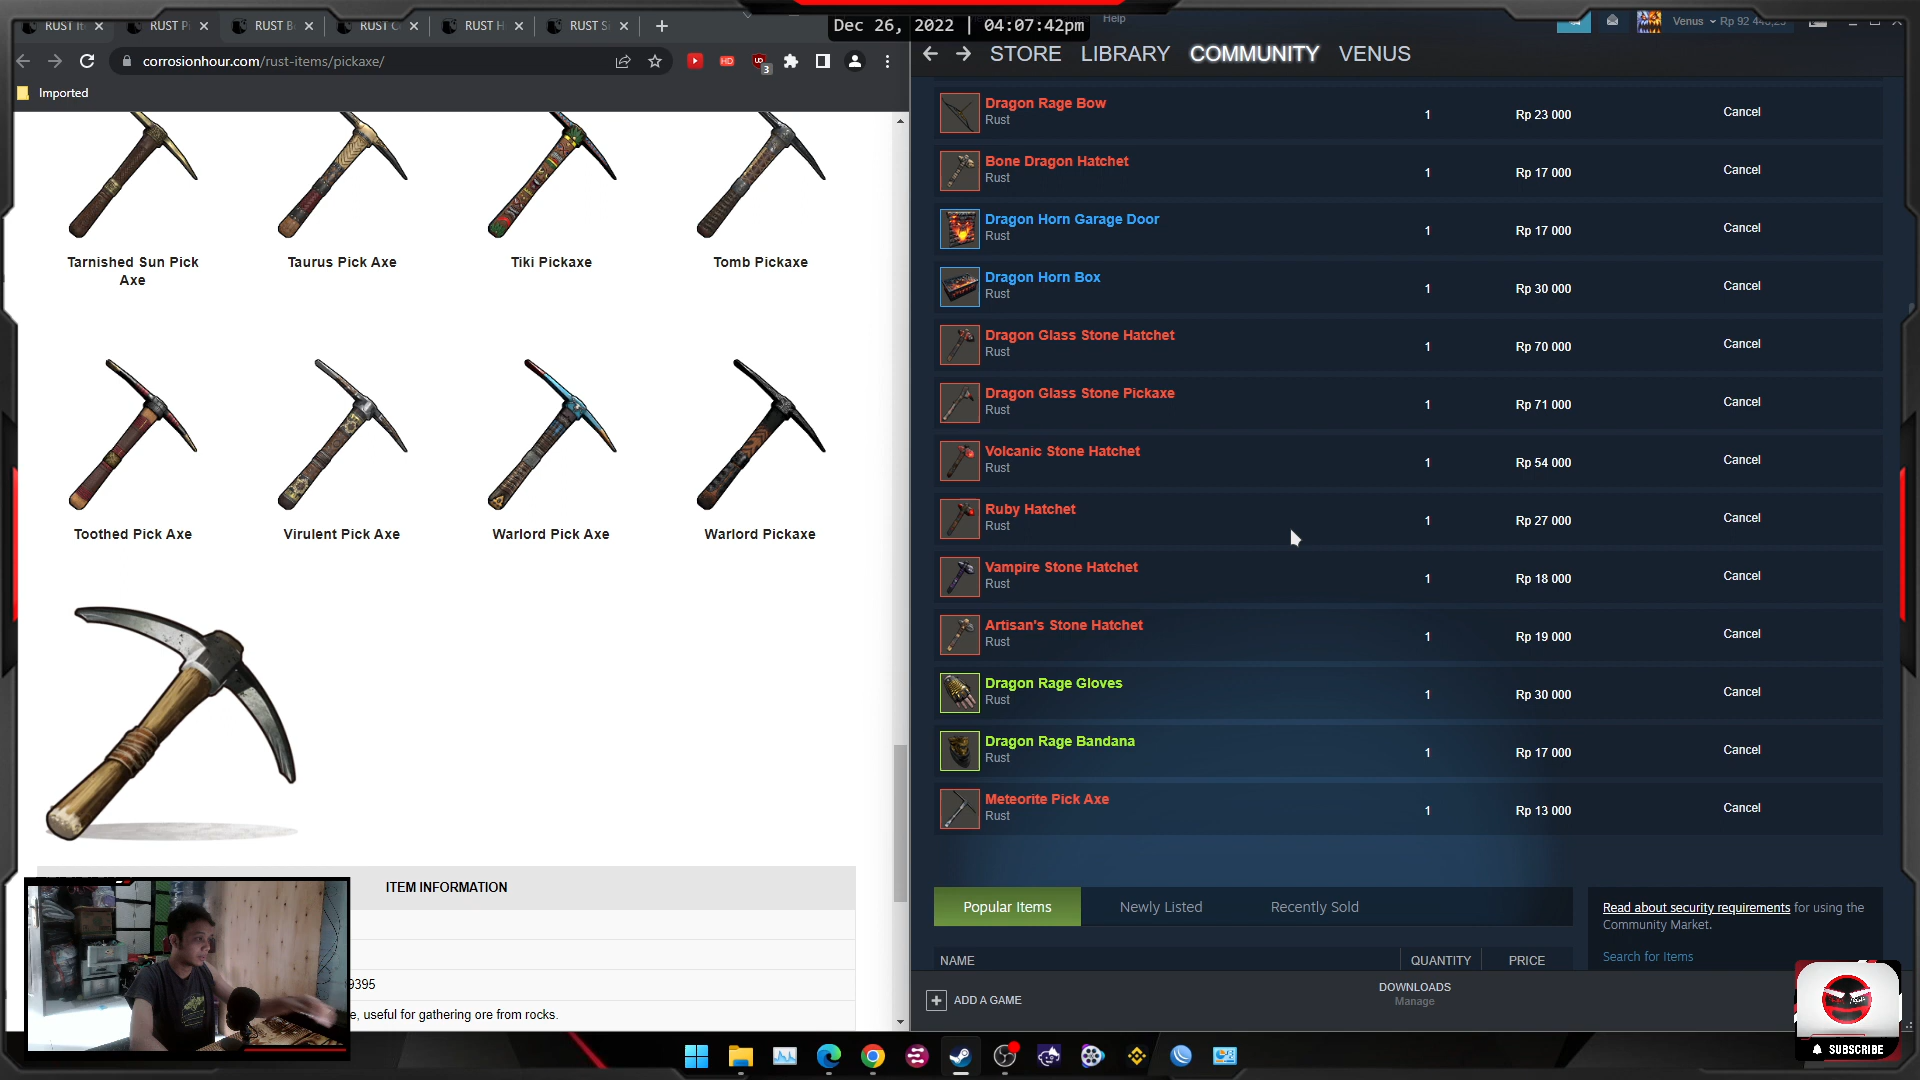 RUST It
RUST P
RUST B
RUST C
RUST H
RUST S
Dec 26, 2022 | 04:07:42pm
Help
Venus
corrosionhour.com/rust-items/pickaxe/
STORE LIBRARY COMMUNITY VENUS
Imported
Tarnished Sun Pick
Axe
Taurus Pick Axe
Tiki Pickaxe
Tomb Pickaxe
Toothed Pick Axe
Virulent Pick Axe
Warlord Pick Axe
Warlord Pickaxe
ITEM INFORMATION
9395
e, useful for gathering ore from rocks.
Dragon Rage Bow
Rust
1
Rp 23 000
Cancel
Bone Dragon Hatchet
Rust
1
Rp 17 000
Cancel
Dragon Horn Garage Door
Rust
1
Rp 17 000
Cancel
Dragon Horn Box
Rust
1
Rp 30 000
Cancel
Dragon Glass Stone Hatchet
Rust
1
Rp 70 000
Cancel
Dragon Glass Stone Pickaxe
Rust
1
Rp 71 000
Cancel
Volcanic Stone Hatchet
Rust
1
Rp 54 000
Cancel
Ruby Hatchet
Rust
1
Rp 27 000
Cancel
Vampire Stone Hatchet
Rust
1
Rp 18 000
Cancel
Artisan's Stone Hatchet
Rust
1
Rp 19 000
Cancel
Dragon Rage Gloves
Rust
1
Rp 30 000
Cancel
Dragon Rage Bandana
Rust
1
Rp 17 000
Cancel
Meteorite Pick Axe
Rust
1
Rp 13 000
Cancel
Popular Items
Newly Listed
Recently Sold
Read about security requirements for using the
Community Market.
Search for Items
NAME
QUANTITY
PRICE
ADD A GAME
DOWNLOADS
Manage
SUBSCRIBE